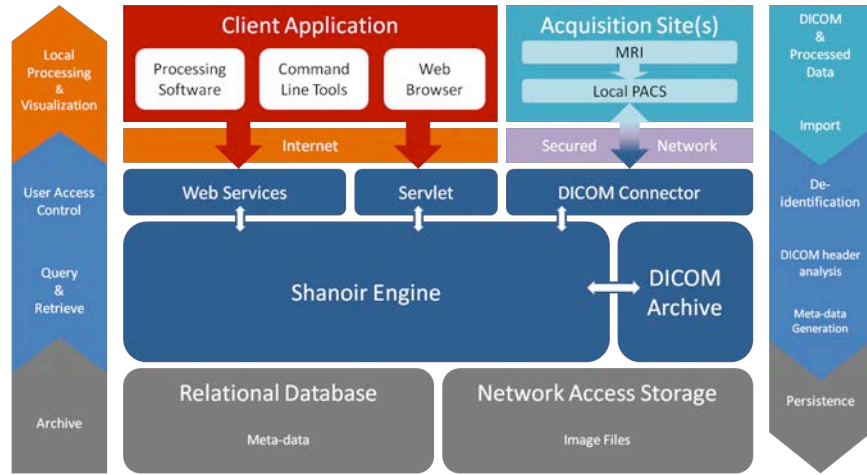 Local
Processing
&
Visualization
User Access
Control
Query
&
Retrieve
Archive
Client Application
Processing
Software
Command
Line Tools
Web
Browser
Acquisition Site(s)
MRI
Local PACS
Internet
Secured Network
Web Services
Servlet
DICOM Connector
Shanoir Engine
DICOM
Archive
Relational Database
Meta-data
Network Access Storage
Image Files
DICOM
&
Processed
Data
Import
De-
identification
DICOM header
analysis
Meta-data
Generation
Persistence